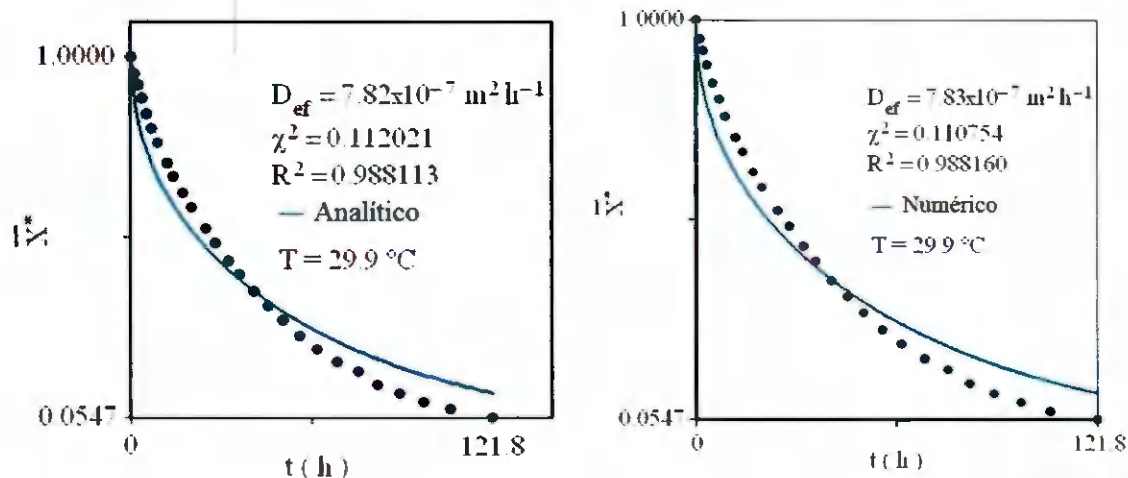 1.0000
D_ef = 7.82x10⁻⁷ m² h⁻¹
χ² = 0.112021
R² = 0.988113
— Analítico
T = 29.9 °C
X̅*
0.0547
0
121.8
t ( h )
1.0000
D_ef = 7.83x10⁻⁷ m² h⁻¹
χ² = 0.110754
R² = 0.988160
— Numérico
T = 29.9 °C
0.0547
0
121.8
t ( h )